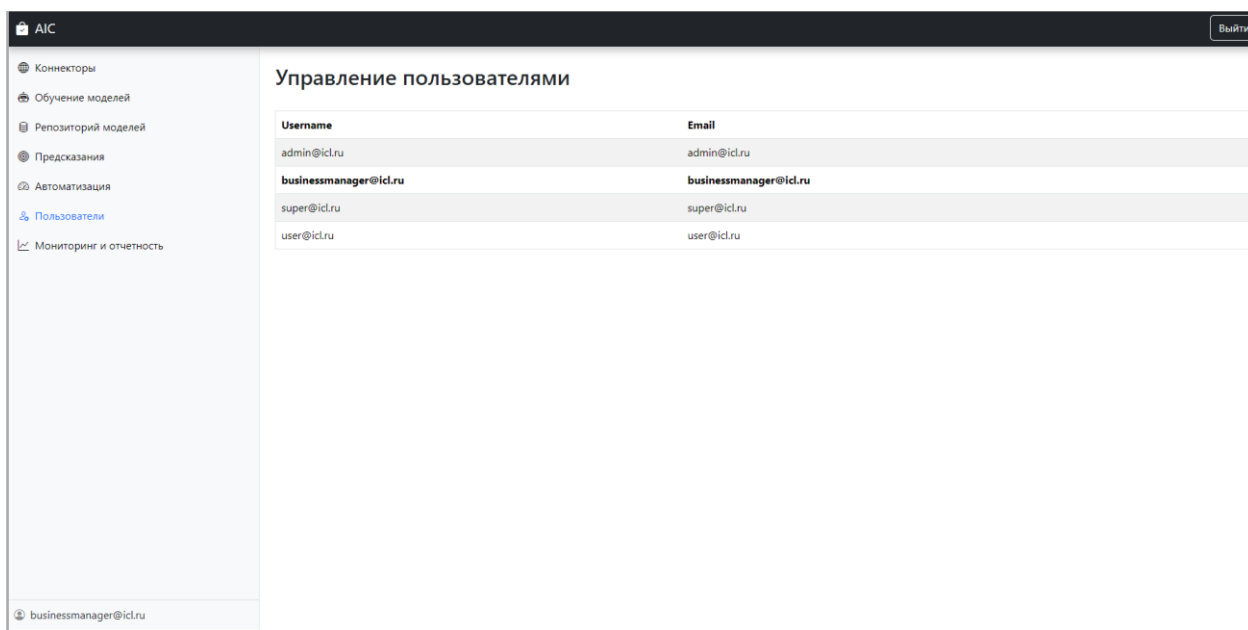 AIC
Выйти
Коннекторы
Обучение моделей
Репозиторий моделей
Предсказания
Автоматизация
Пользователи
Мониторинг и отчетность
businessmanager@icl.ru
Управление пользователями
Username Email
admin@icl.ru admin@icl.ru
businessmanager@icl.ru businessmanager@icl.ru
super@icl.ru super@icl.ru
user@icl.ru user@icl.ru